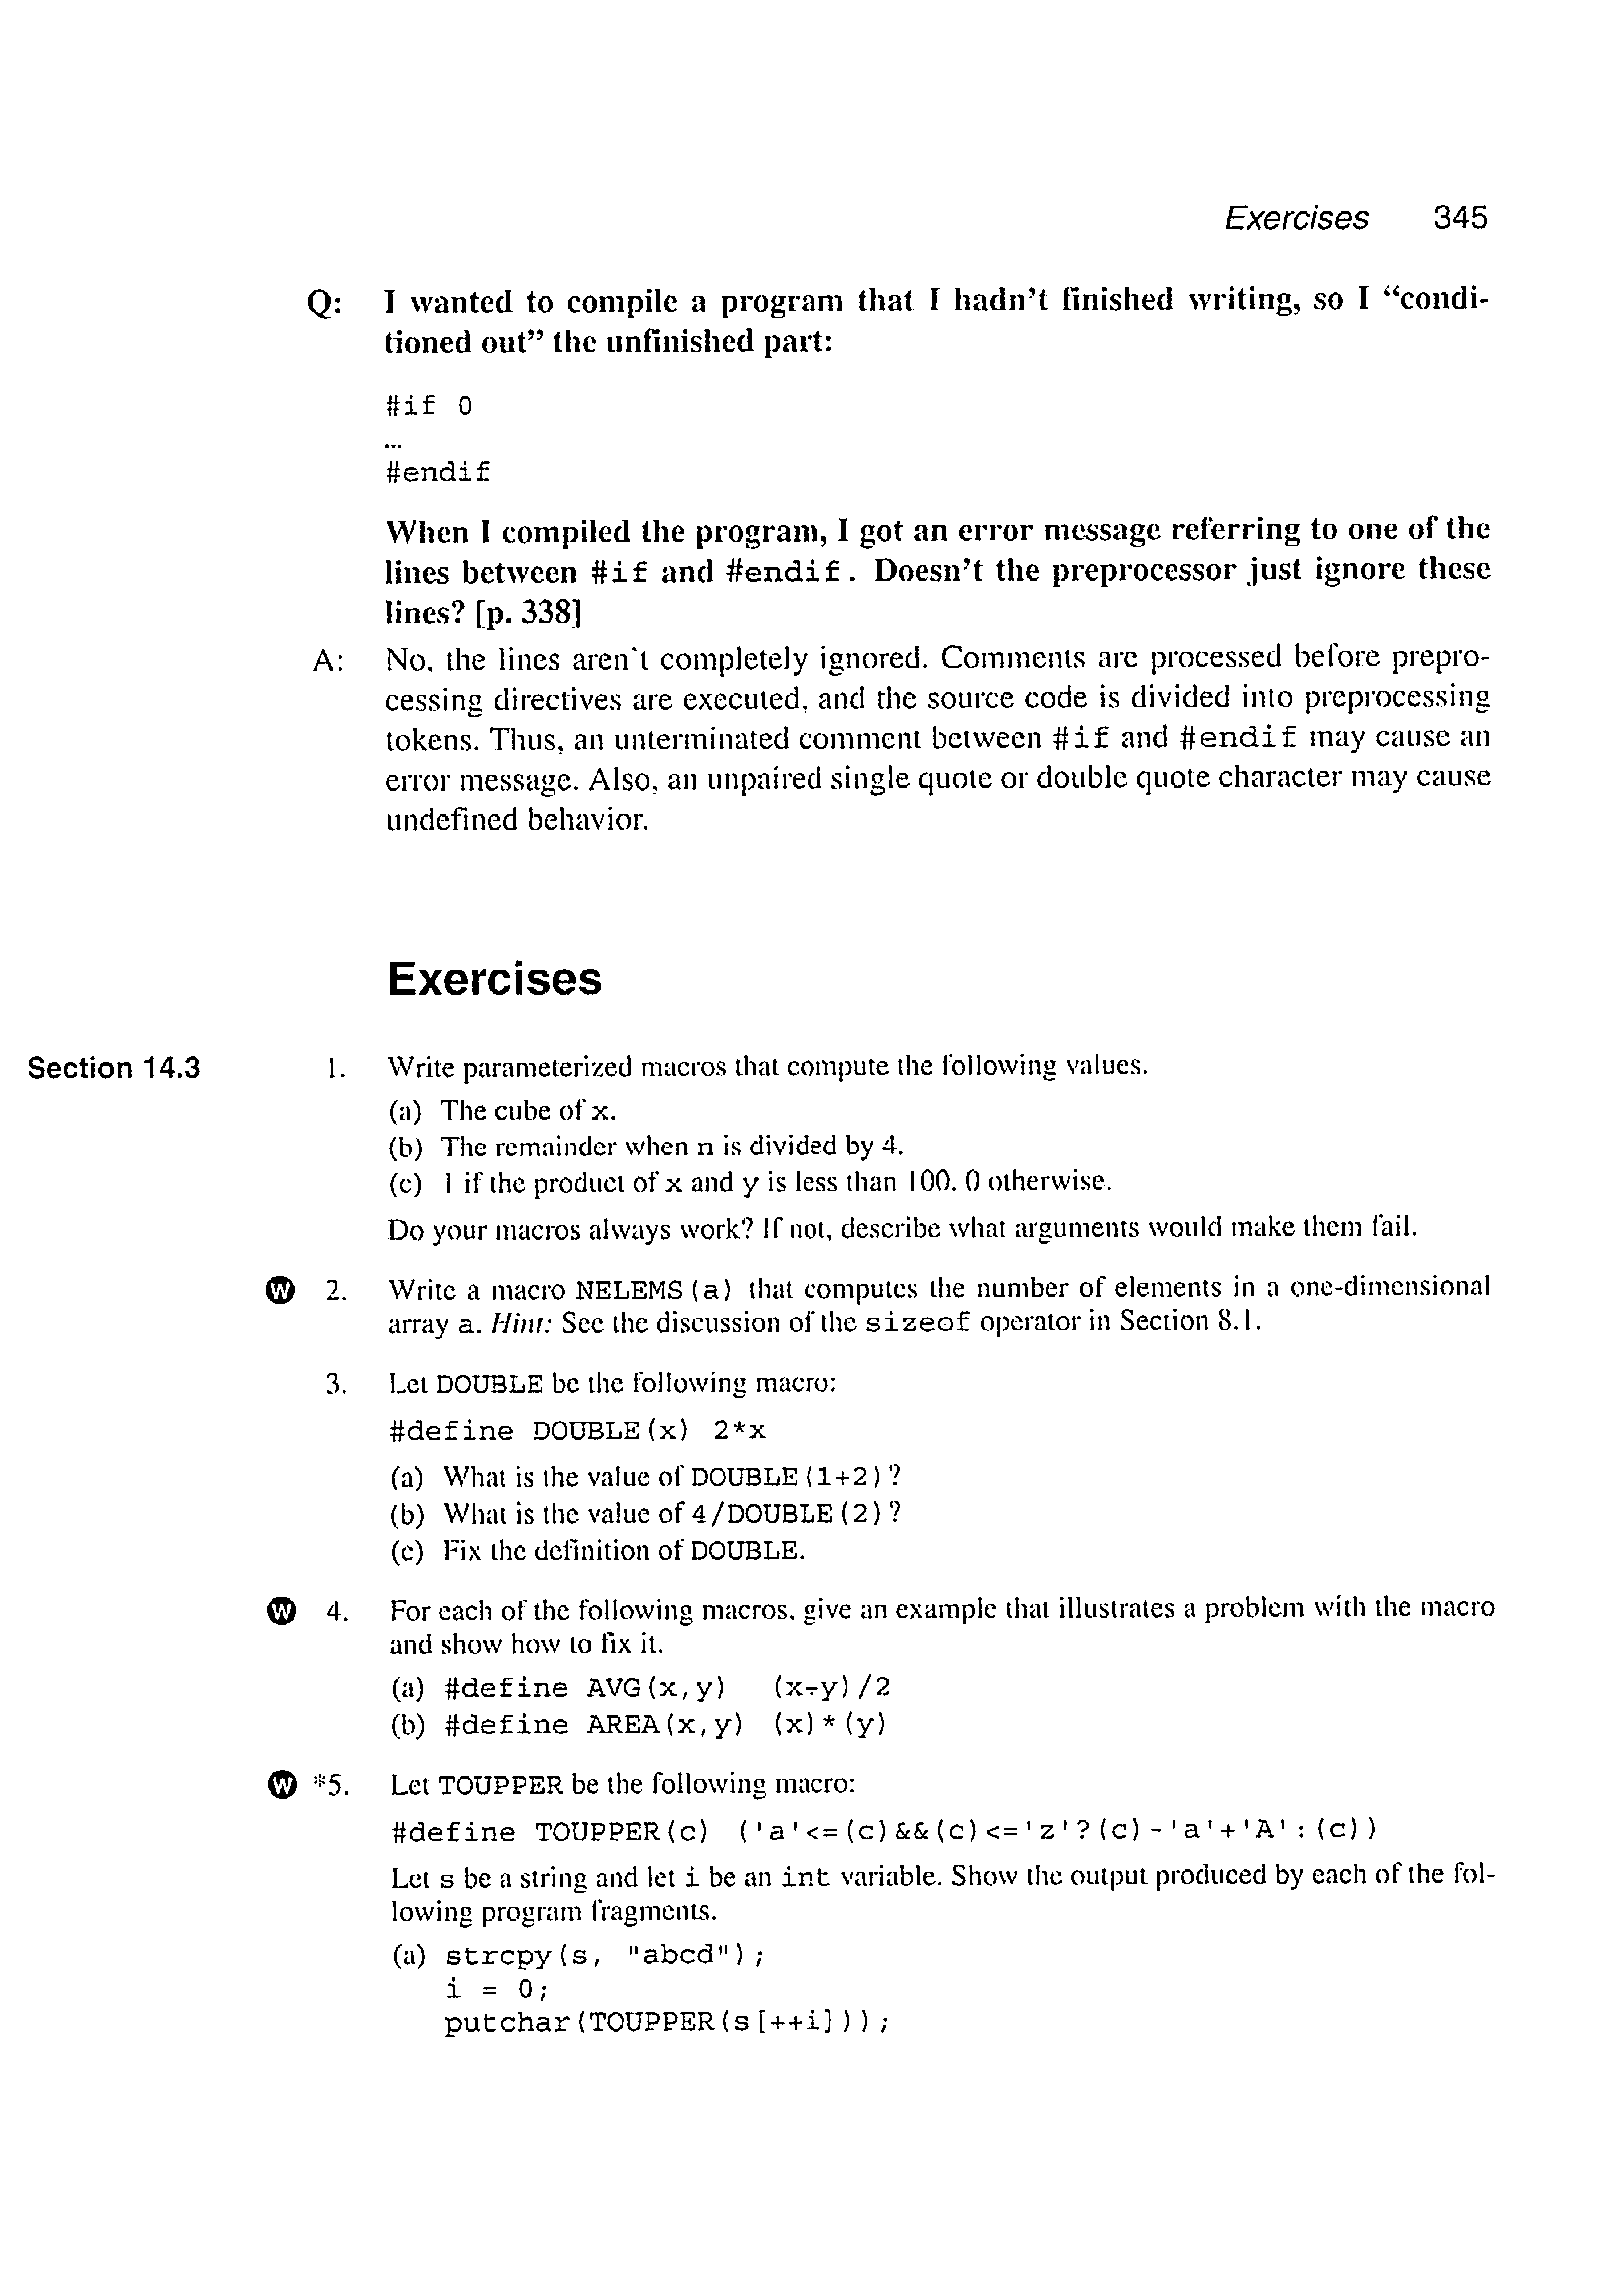 Exercises 345
Q: I wanted to compile a program that I hadn't finished writing, so I “condi-
tioned out” the unfinished part:
#if 0
…
#endif
When I compiled the program, I got an error message referring to one of the
lines between #if and #endif. Doesn't the preprocessor just ignore these
lines? [p. 338]
A: No, the lines aren't completely ignored. Comments are processed before prepro-
cessing directives are executed, and the source code is divided into preprocessing
tokens. Thus, an unterminated comment between #if and #endif may cause an
error message. Also, an unpaired single quote or double quote character may cause
undefined behavior.
Exercises
Section 14.3 1. Write parameterized macros that compute the following values.
(a) The cube of x.
(b) The remainder when n is divided by 4.
(c) 1 if the product of x and y is less than 100, 0 otherwise.
Do your macros always work? If not, describe what arguments would make them fail.
W 2. Write a macro NELEMS(a) that computes the number of elements in a one-dimensional
array a. Hint: See the discussion of the sizeof operator in Section 8.1.
3. Let DOUBLE be the following macro:
#define DOUBLE(x) 2*x
(a) What is the value of DOUBLE(1+2)?
(b) What is the value of 4/DOUBLE(2)?
(c) Fix the definition of DOUBLE.
W 4. For each of the following macros, give an example that illustrates a problem with the macro
and show how to fix it.
(a) #define AVG(x,y) (x+y)/2
(b) #define AREA(x,y) (x)*(y)
W *5. Let TOUPPER be the following macro:
#define TOUPPER(c) ('a'<=(c)&&(c)<='z'?(c)-'a'+'A':(c))
Let s be a string and let i be an int variable. Show the output produced by each of the fol-
lowing program fragments.
(a) strcpy(s, "abcd");
i = 0;
putchar(TOUPPER(s[++i]));